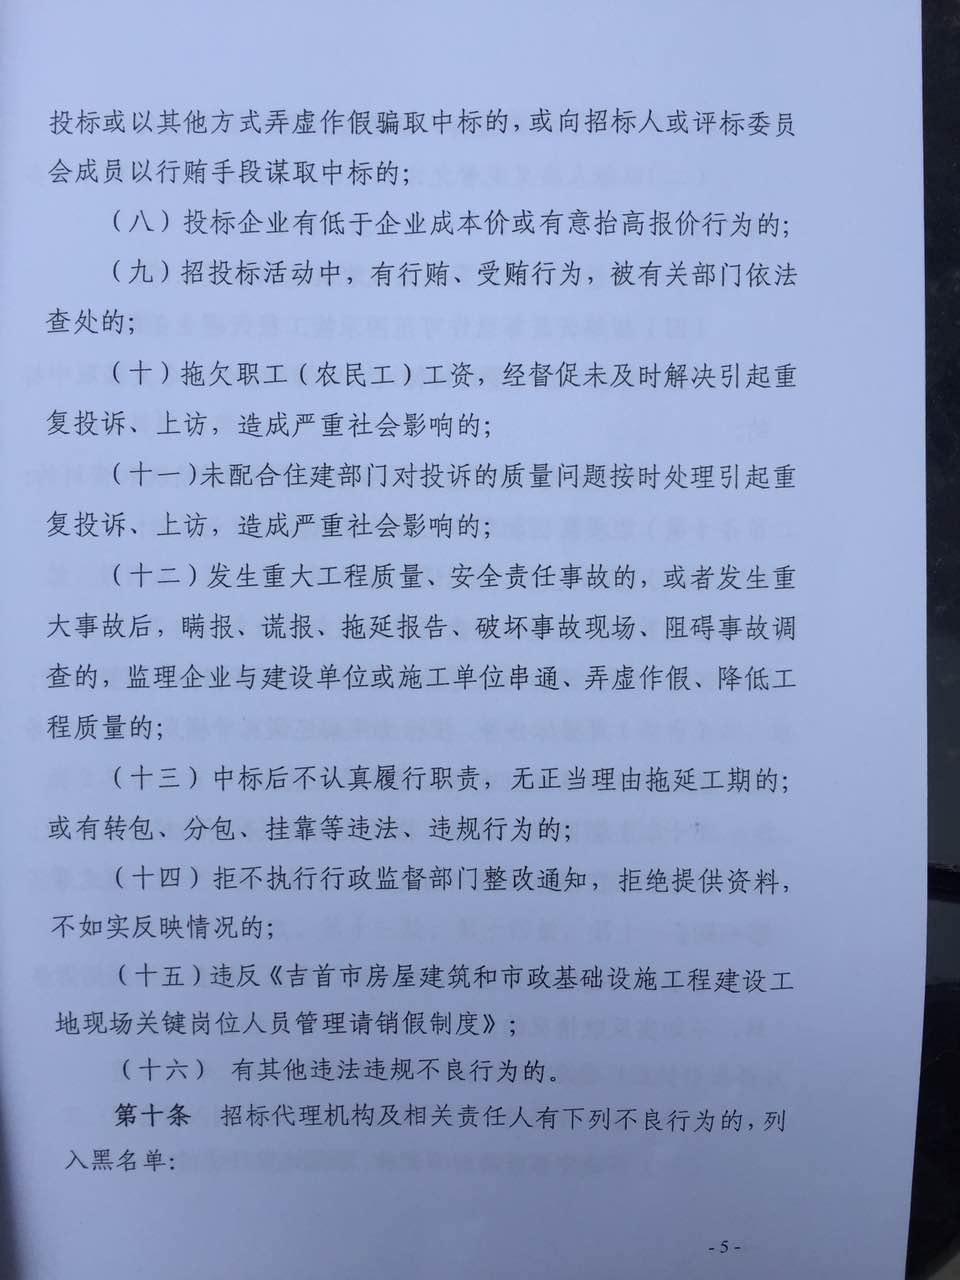 投标或以其他方式弄虚作假骗取中标的,或向招标人或评标委员
会成员以行贿手段谋取中标的;
（八）投标企业有低于企业成本价或有意抬高报价行为的;
（九）招投标活动中，有行贿、受贿行为，被有关部门依法
查处的;
（十）拖欠职工（农民工）工资，经督促未及时解决引起重
复投诉、上访，造成严重社会影响的;
（十一)未配合住建部门对投诉的质量问题按时处理引起重
复投诉、上访，造成严重社会影响的;
（十二）发生重大工程质量、安全责任事故的，或者发生重
大事故后，瞒报、谎报、拖延报告、破坏事故现场、阻碍事故调
查的，监理企业与建设单位或施工单位串通、弄虚作假、降低工
程质量的;
（十三）中标后不认真履行职责，无正当理由拖延工期的;
或有转包、分包、挂靠等违法、违规行为的;
（十四）拒不执行行政监督部门整改通知，拒绝提供资料，
不如实反映情况的;
（十五）违反《吉首市房屋建筑和市政基础设施工程建设工
地现场关键岗位人员管理请销假制度》;
（十六） 有其他违法违规不良行为的。
第十条 招标代理机构及相关责任人有下列不良行为的，列
入黑名单:
- 5 -